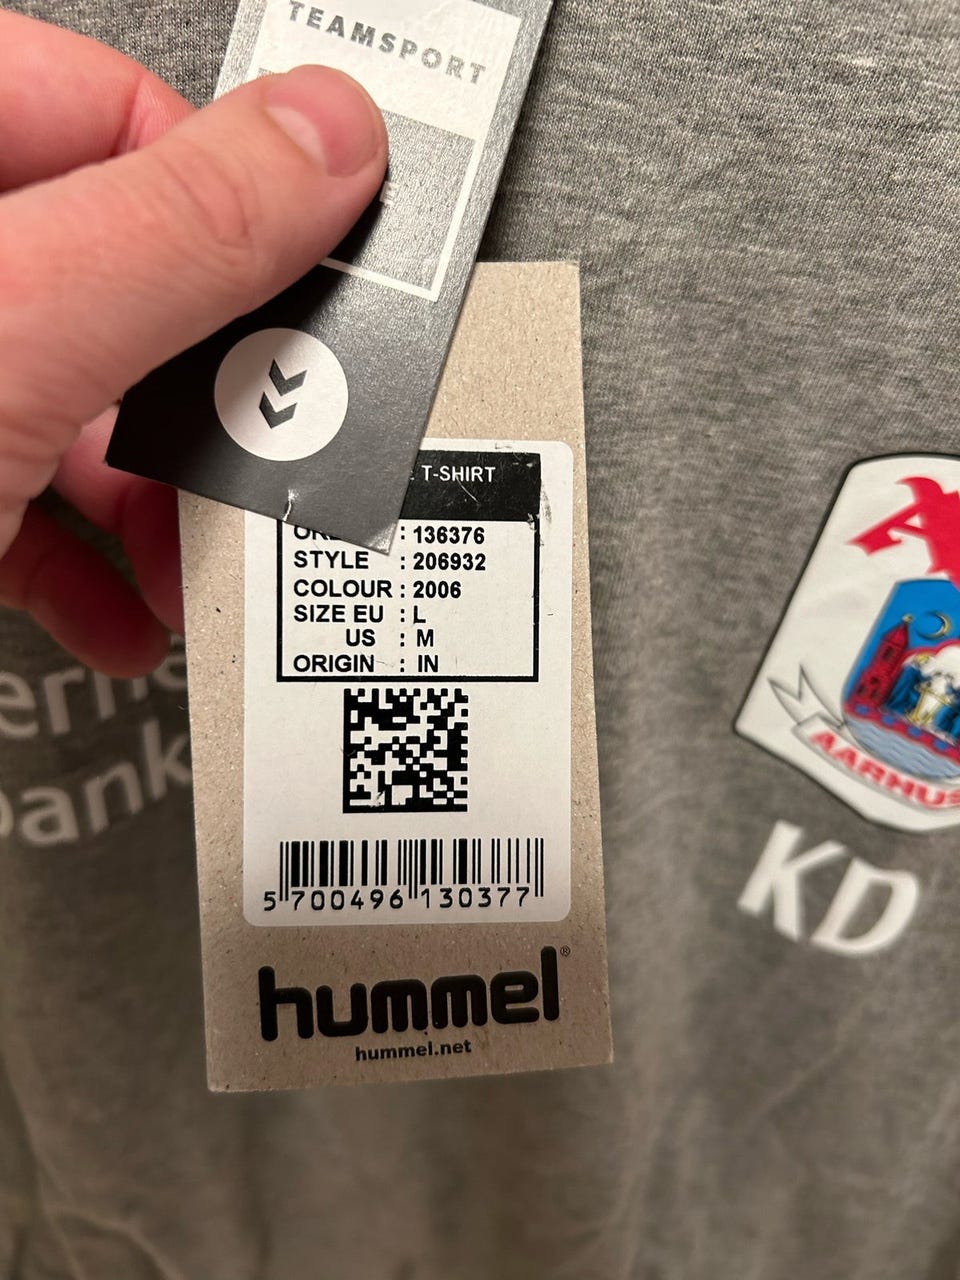 TEAMSPORT
T-SHIRT
: 136376
STYLE : 206932
COLOUR : 2006
SIZE EU : L
US : M
ORIGIN : IN
5 700496 130377
hummel®
hummel.net
AARHUS
KD